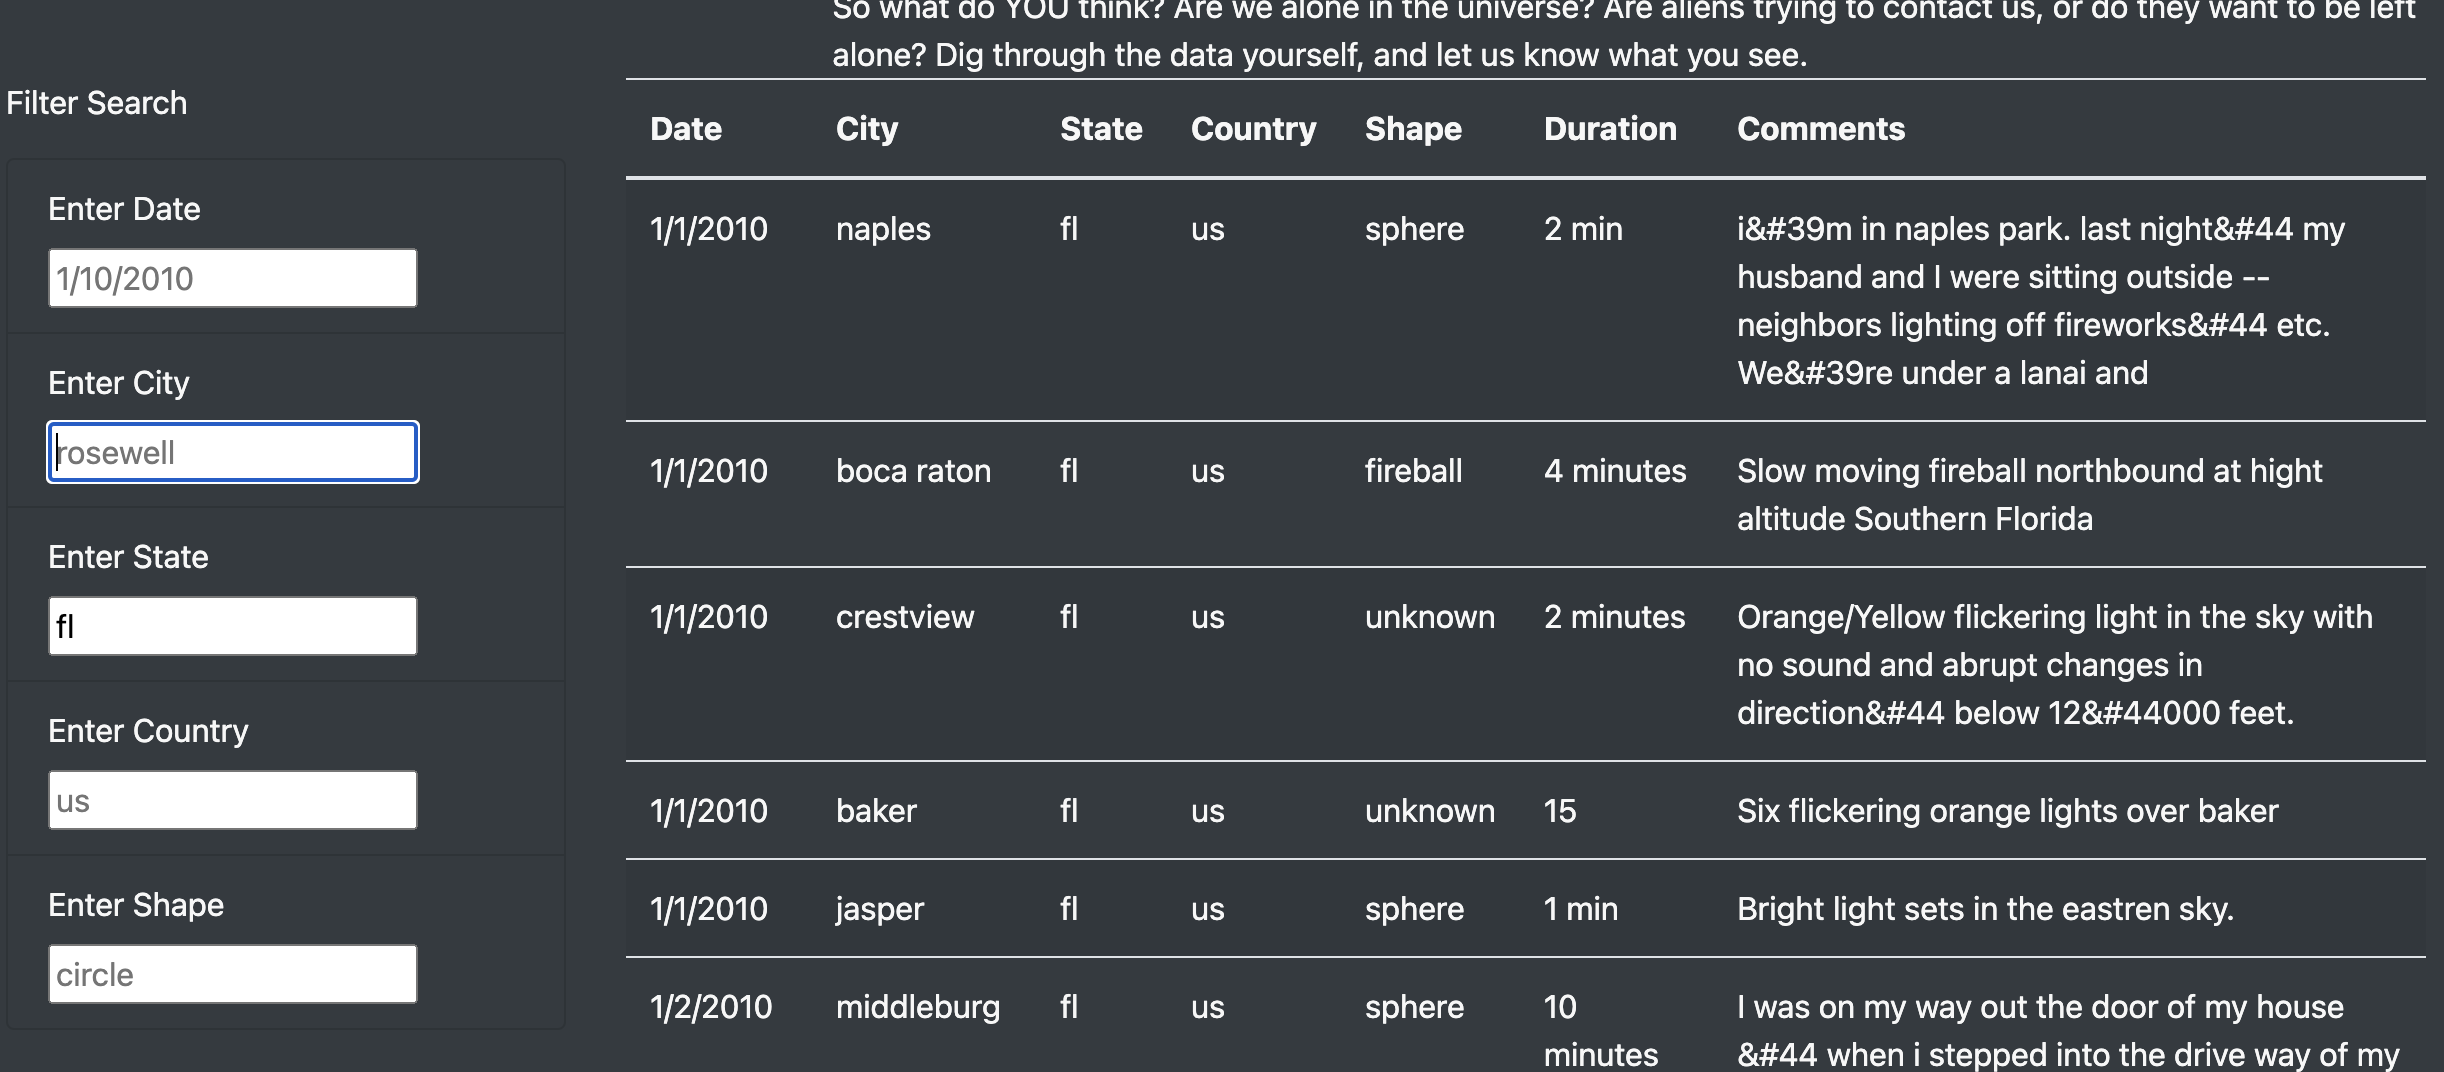 So what do YOU think? Are we alone in the universe? Are aliens trying to contact us, or do they want to be left
alone? Dig through the data yourself, and let us know what you see.
Filter Search
Enter Date
1/10/2010
Enter City
rosewell
Enter State
fl
Enter Country
us
Enter Shape
circle
Date City State Country Shape Duration Comments
1/1/2010 naples fl us sphere 2 min i&#39m in naples park. last night&#44 my
husband and I were sitting outside --
neighbors lighting off fireworks&#44 etc.
We&#39re under a lanai and
1/1/2010 boca raton fl us fireball 4 minutes Slow moving fireball northbound at hight
altitude Southern Florida
1/1/2010 crestview fl us unknown 2 minutes Orange/Yellow flickering light in the sky with
no sound and abrupt changes in
direction&#44 below 12&#44000 feet.
1/1/2010 baker fl us unknown 15 Six flickering orange lights over baker
1/1/2010 jasper fl us sphere 1 min Bright light sets in the eastren sky.
1/2/2010 middleburg fl us sphere 10 I was on my way out the door of my house
minutes &#44 when i stepped into the drive way of my